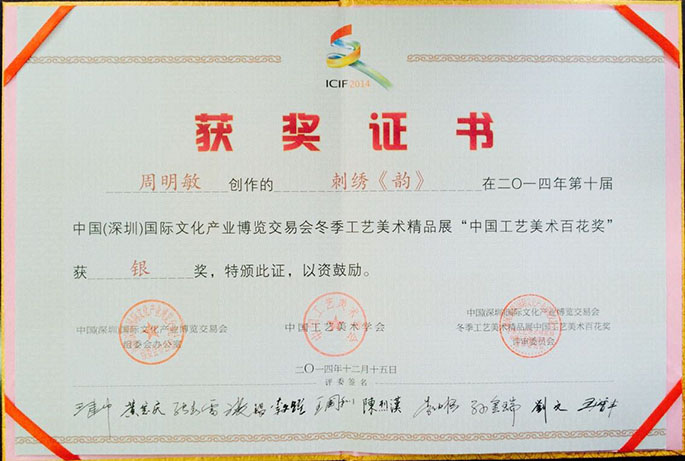 ICIF 2014
获奖证书
周明敏 创作的 刺绣《韵》 在二〇一四年第十届
中国(深圳)国际文化产业博览交易会冬季工艺美术精品展“中国工艺美术百花奖”
获 银 奖，特颁此证，以资鼓励。
中国(深圳)国际文化产业博览交易会
组委会办公室
中国工艺美术学会
中国(深圳)国际文化产业博览交易会
冬季工艺美术精品展中国工艺美术百花奖
评审委员会
二〇一四年十二月十五日
评委签名